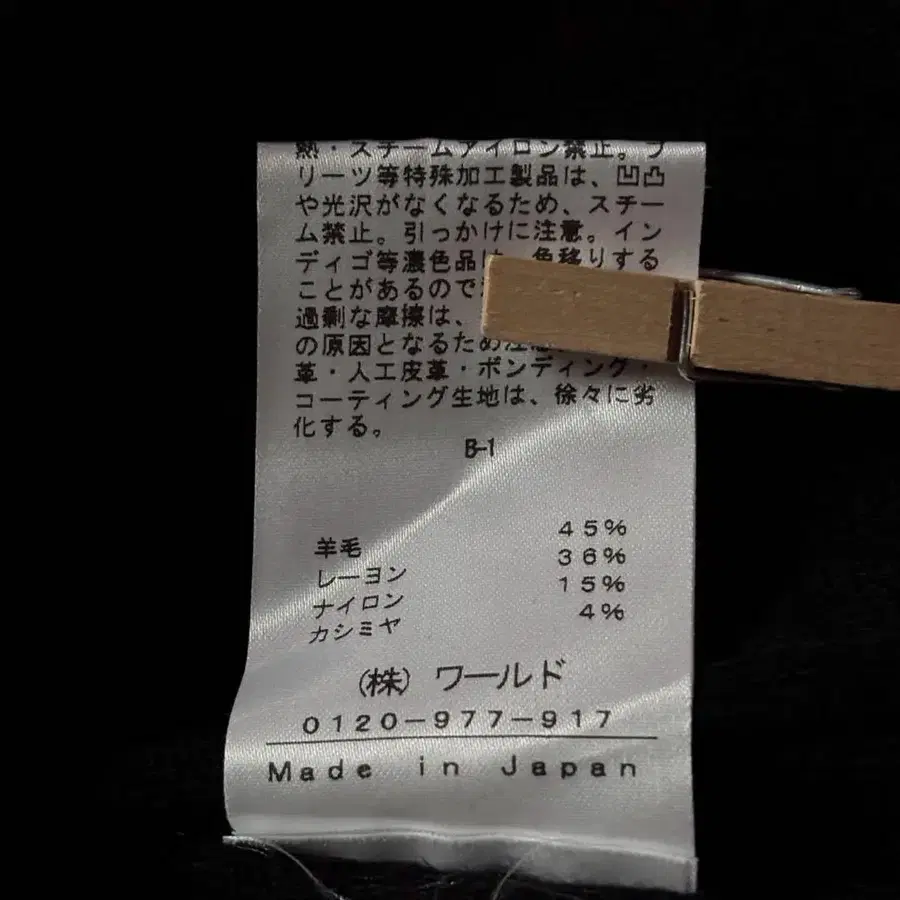 熱・スチームアイロン禁止。プ
リーツ等特殊加工製品は、凹凸
や光沢がなくなるため、スチー
ム禁止。引っかけに注意。イン
ディゴ等濃色品は、色移りする
ことがあるので
過剰な摩擦は、
の原因となるため注意
革・人工皮革・ボンディング・
コーティング生地は、徐々に劣
化する。
B-1
羊毛 45%
レーヨン 36%
ナイロン 15%
カシミヤ 4%
(株) ワールド
0120-977-917
Made in Japan